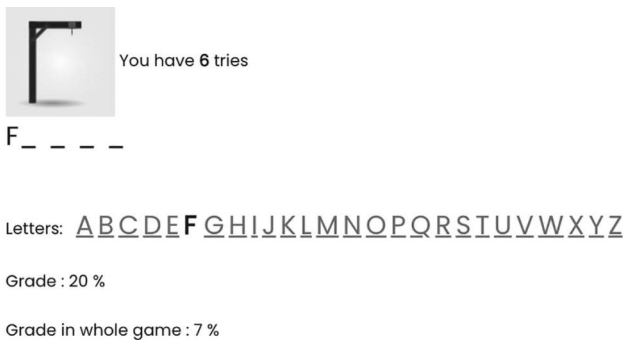 You have 6 tries
F_ _ _ _
Letters: A B C D E F G H I J K L M N O P Q R S T U V W X Y Z
Grade : 20 %
Grade in whole game : 7 %